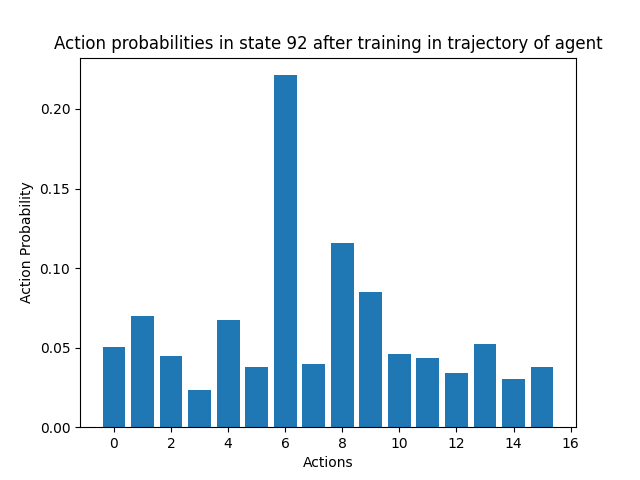 Action probabilities in state 92 after training in trajectory of agent
0.20
0.15
0.10
0.05
0.00
Action Probability
0 2 4 6 8 10 12 14 16
Actions